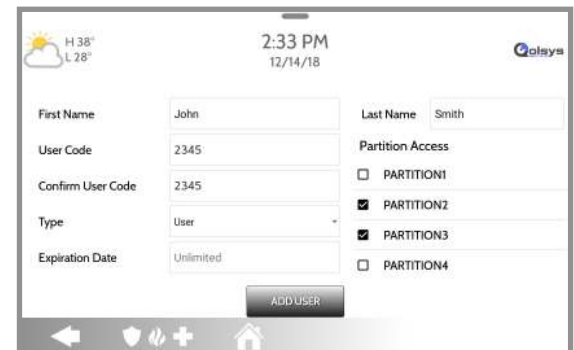 H 38°
L 28°
2:33 PM
12/14/18
Qolsys
First Name
John
Last Name
Smith
User Code
2345
Partition Access
Confirm User Code
2345
PARTITION1
PARTITION2
Type
User
PARTITION3
Expiration Date
Unlimited
PARTITION4
ADD USER